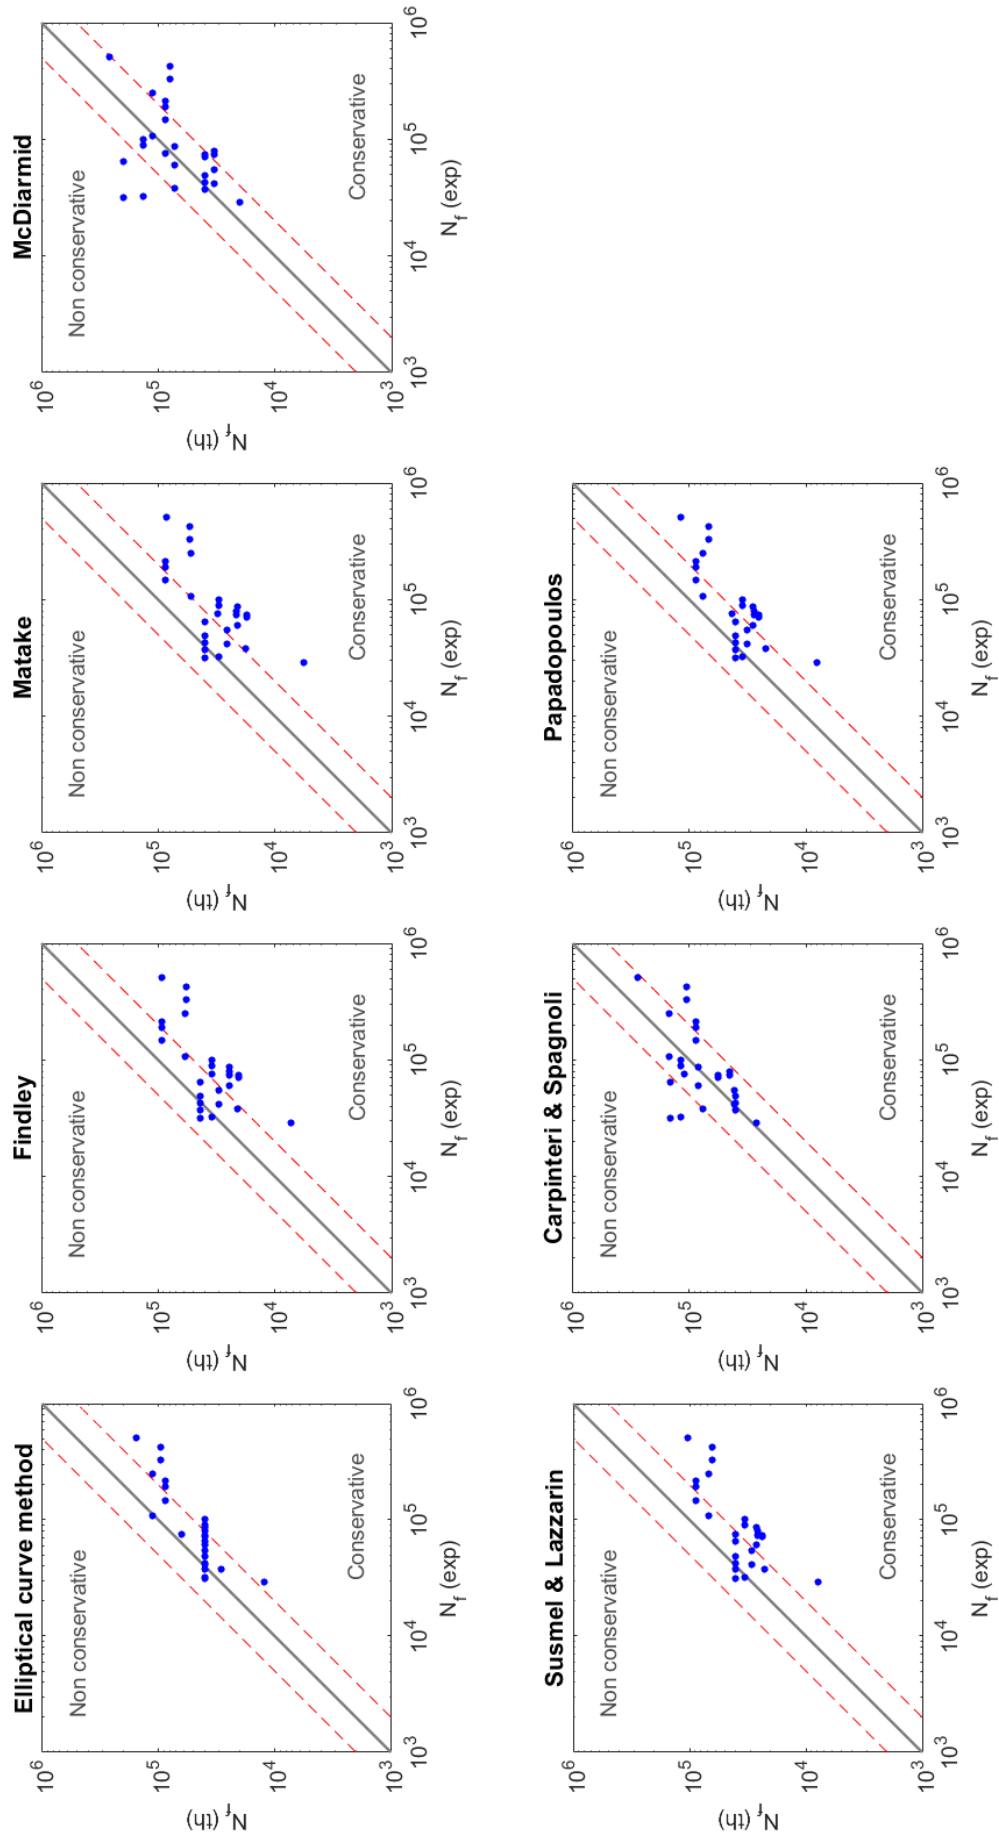 Elliptical curve method
10^6
10^5
10^4
10^3
N_f (th)
Non conservative
Conservative
10^3 10^4 10^5 10^6
N_f (exp)
Findley
10^6
10^5
10^4
10^3
N_f (th)
Non conservative
Conservative
10^3 10^4 10^5 10^6
N_f (exp)
Matake
10^6
10^5
10^4
10^3
N_f (th)
Non conservative
Conservative
10^3 10^4 10^5 10^6
N_f (exp)
McDiarmid
10^6
10^5
10^4
10^3
N_f (th)
Non conservative
Conservative
10^3 10^4 10^5 10^6
N_f (exp)
Susmel & Lazzarin
10^6
10^5
10^4
10^3
N_f (th)
Non conservative
Conservative
10^3 10^4 10^5 10^6
N_f (exp)
Carpinteri & Spagnoli
10^6
10^5
10^4
10^3
N_f (th)
Non conservative
Conservative
10^3 10^4 10^5 10^6
N_f (exp)
Papadopoulos
10^6
10^5
10^4
10^3
N_f (th)
Non conservative
Conservative
10^3 10^4 10^5 10^6
N_f (exp)